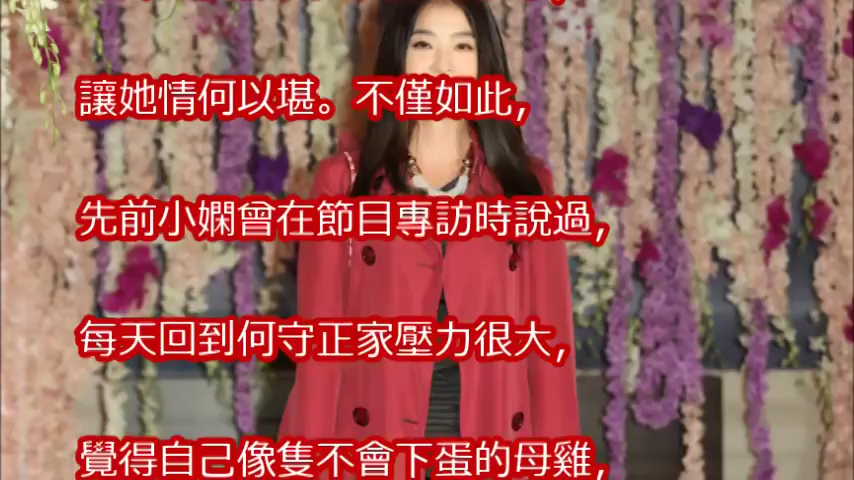 讓她情何以堪。不僅如此,
先前小嫻曾在節目專訪時說過,
每天回到何守正家壓力很大,
覺得自己像隻不會下蛋的母雞,